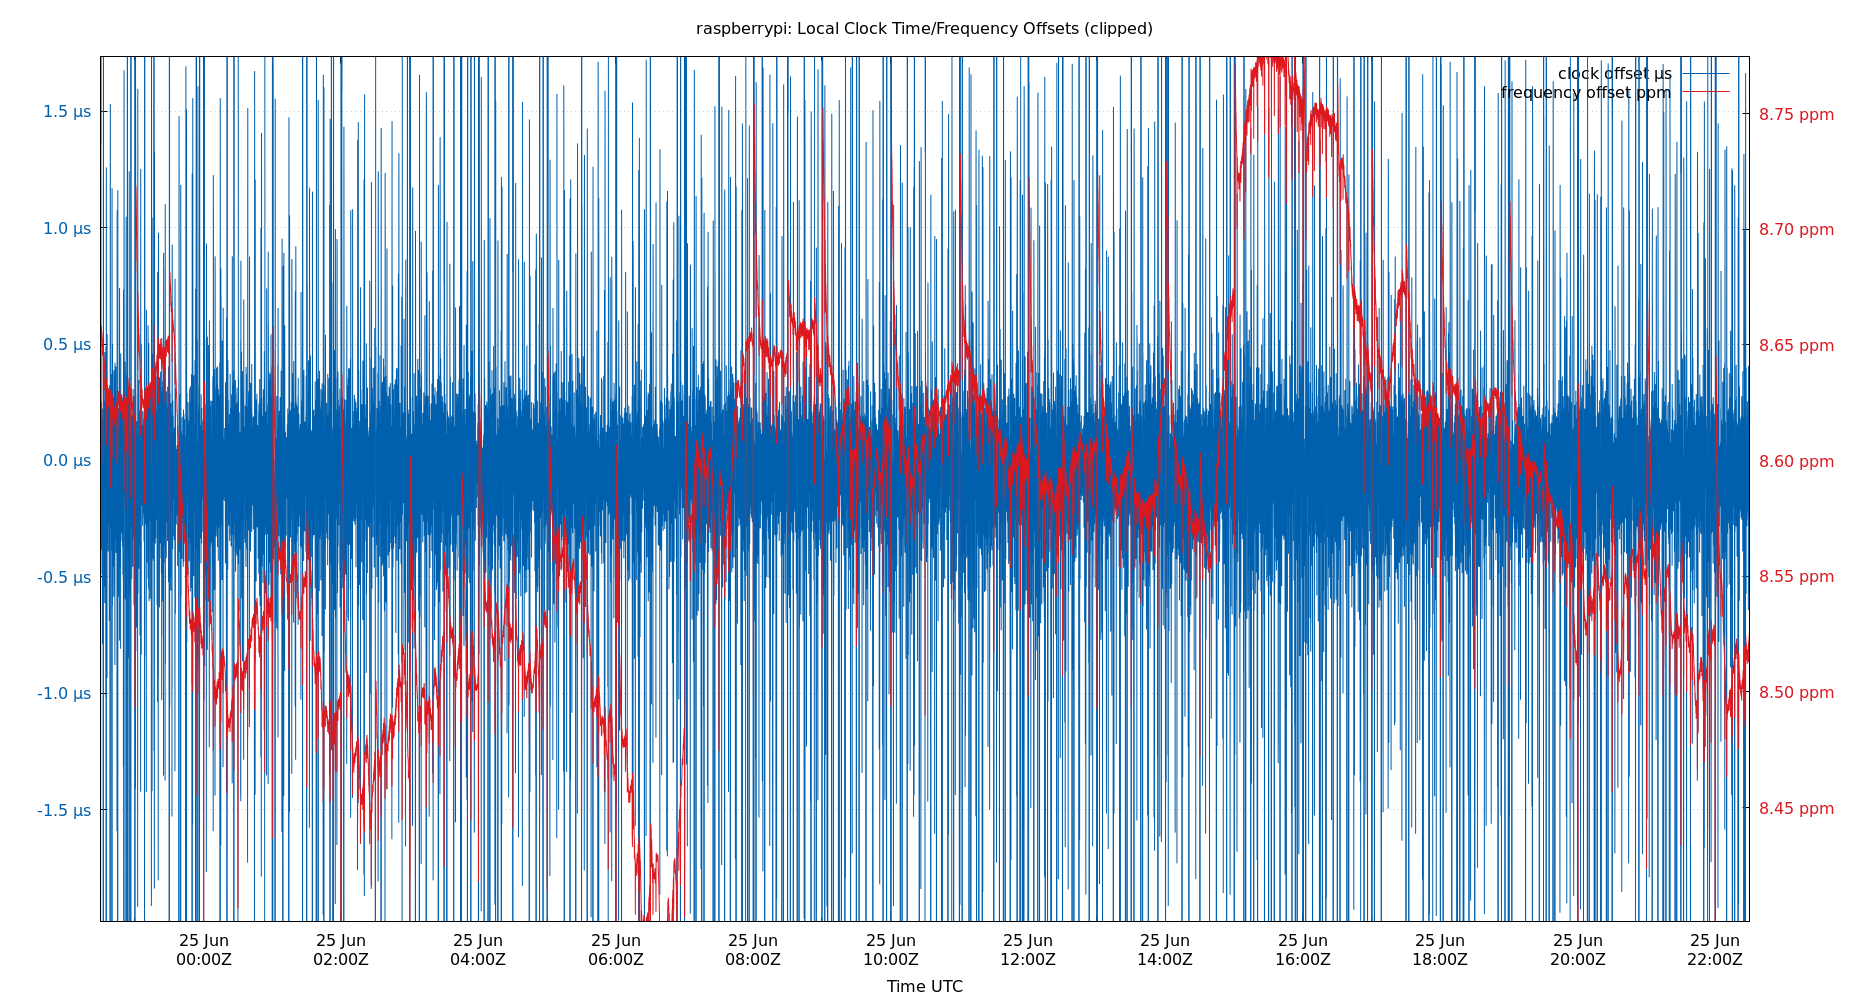 raspberrypi: Local Clock Time/Frequency Offsets (clipped)
clock offset µs
frequency offset ppm
1.5 µs
1.0 µs
0.5 µs
0.0 µs
-0.5 µs
-1.0 µs
-1.5 µs
8.75 ppm
8.70 ppm
8.65 ppm
8.60 ppm
8.55 ppm
8.50 ppm
8.45 ppm
25 Jun 25 Jun 25 Jun 25 Jun 25 Jun 25 Jun 25 Jun 25 Jun 25 Jun 25 Jun 25 Jun 25 Jun
00:00Z 02:00Z 04:00Z 06:00Z 08:00Z 10:00Z 12:00Z 14:00Z 16:00Z 18:00Z 20:00Z 22:00Z
Time UTC